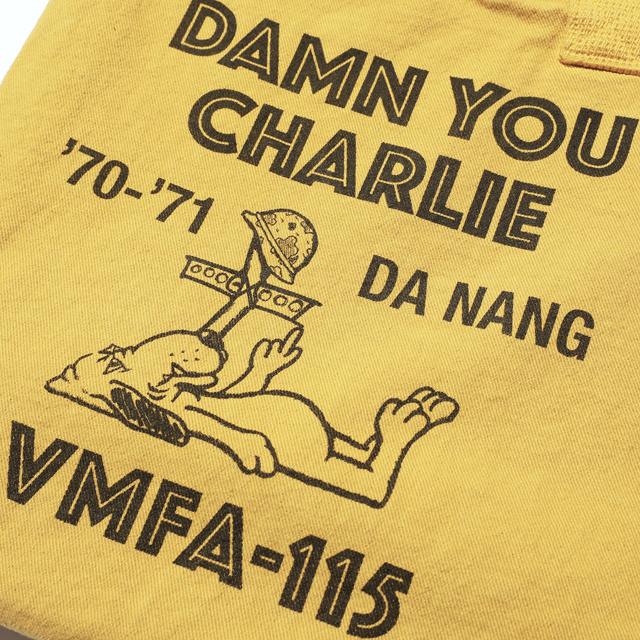 DAMN YOU
CHARLIE
'70-'71
DA NANG
VMFA-115